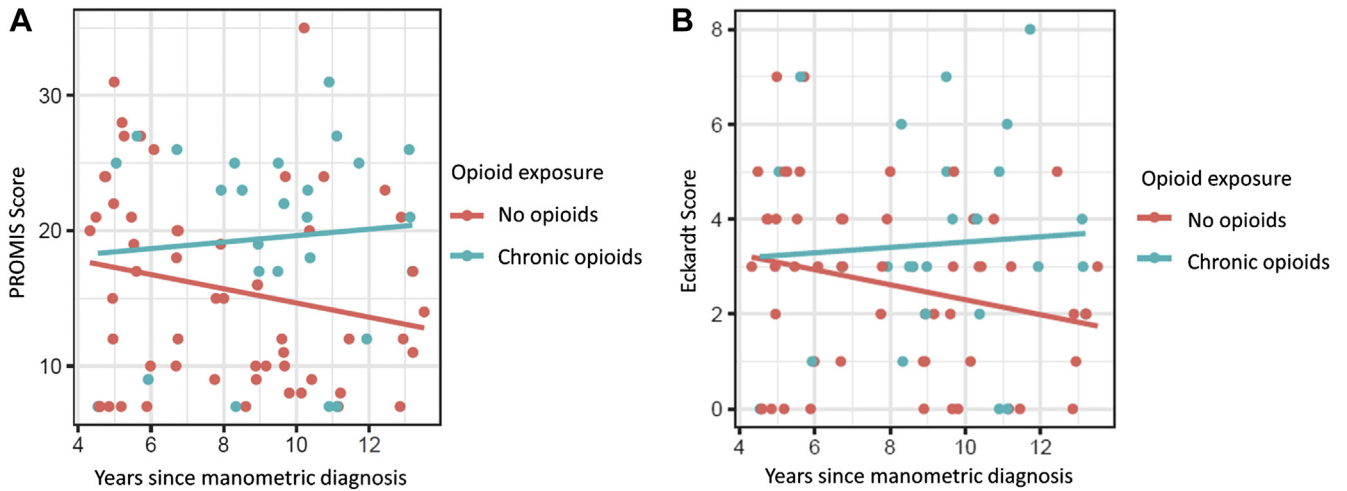 A
PROMIS Score
30
20
10
4 6 8 10 12
Years since manometric diagnosis
Opioid exposure
No opioids
Chronic opioids
B
Eckardt Score
8
6
4
2
0
4 6 8 10 12
Years since manometric diagnosis
Opioid exposure
No opioids
Chronic opioids